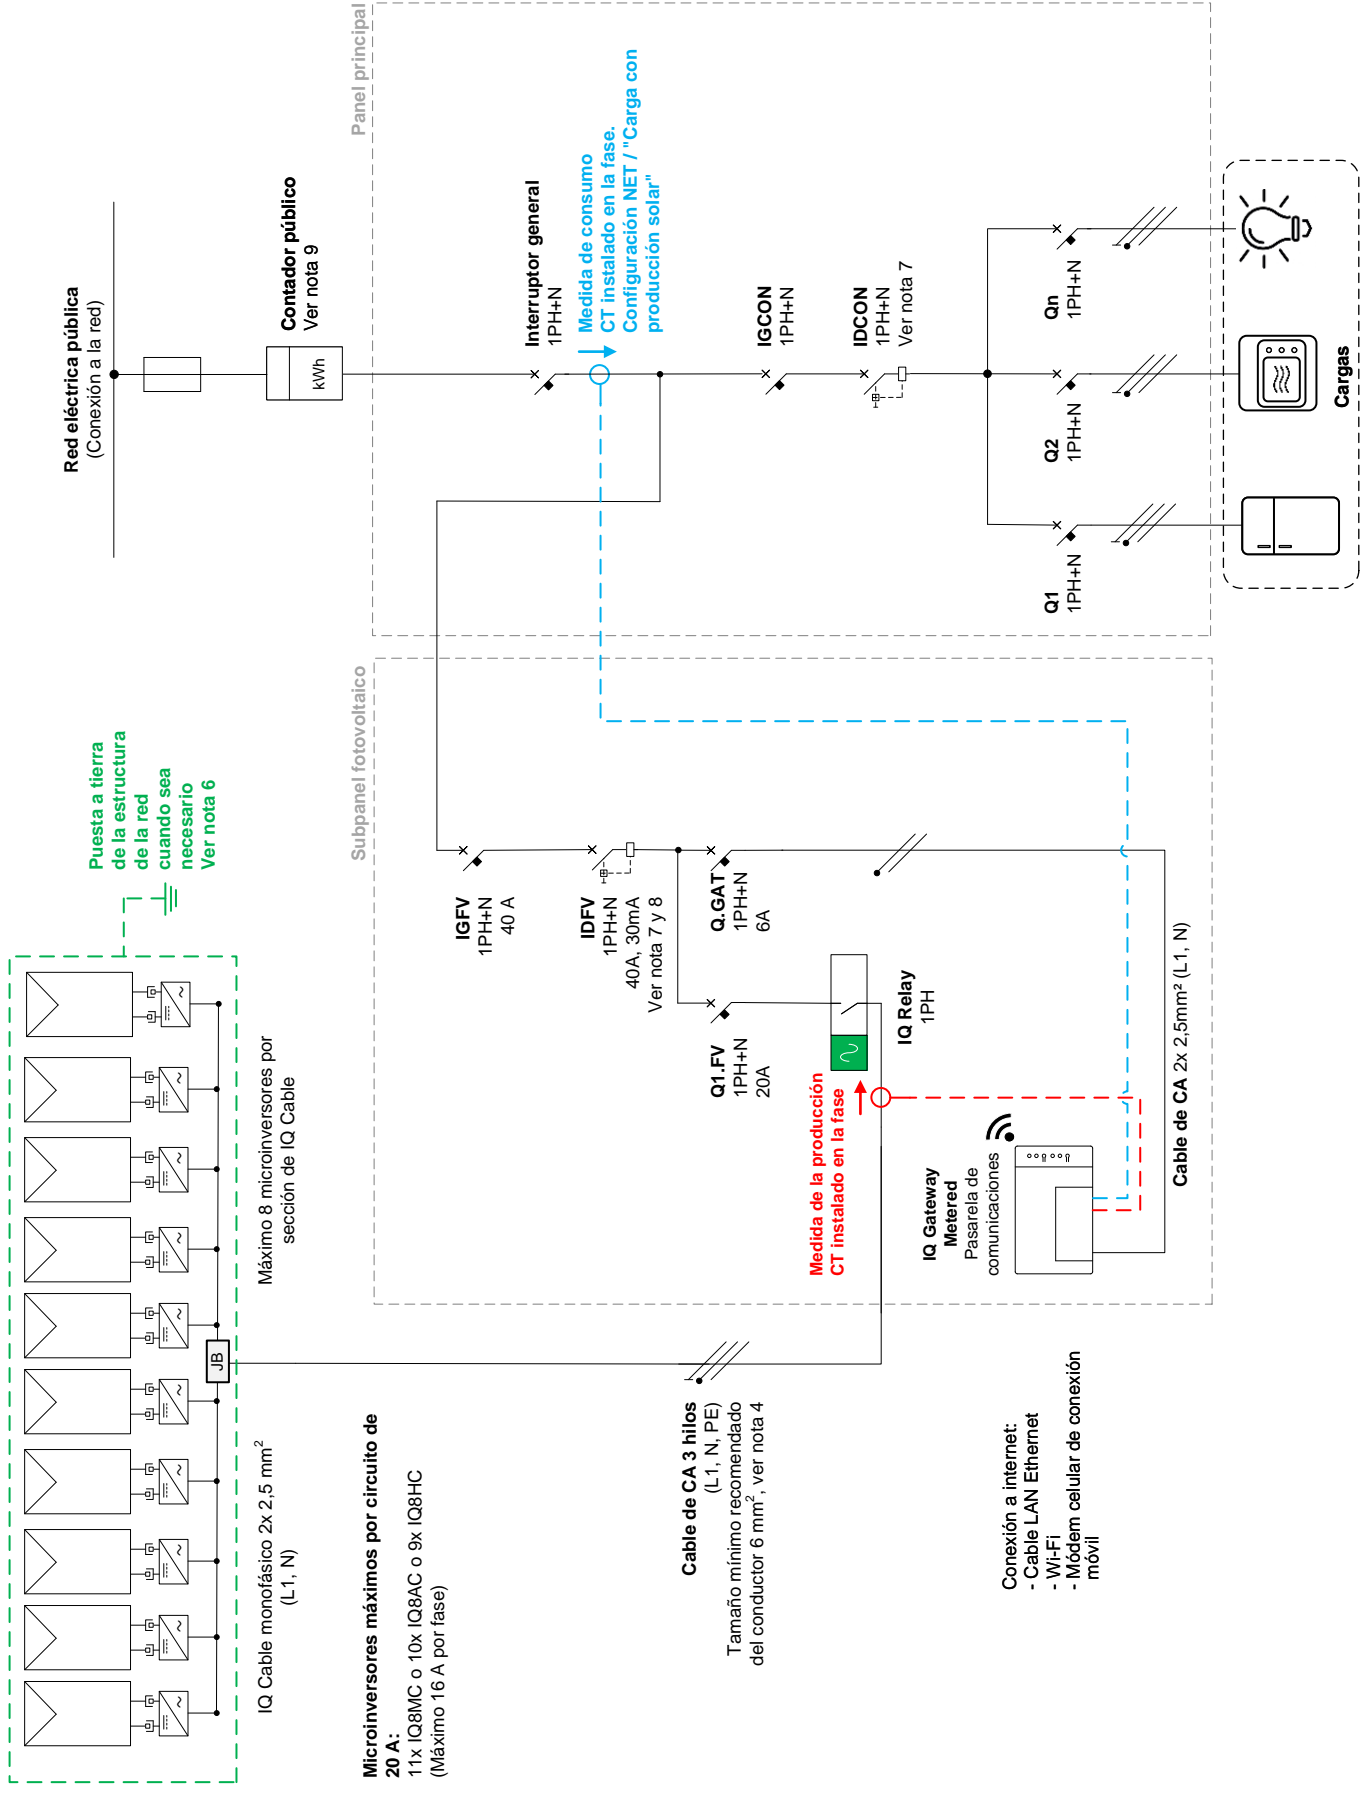 Red eléctrica pública
(Conexión a la red)
Contador público
Ver nota 9
kWh
Panel principal
Interruptor general
1PH+N
Medida de consumo
CT instalado en la fase.
Configuración NET / "Carga con
producción solar"
IGCON
1PH+N
IDCON
1PH+N
Ver nota 7
Q1
1PH+N
Q2
1PH+N
Qn
1PH+N
Cargas
Puesta a tierra
de la estructura
de la red
cuando sea
necesario
Ver nota 6
Subpanel fotovoltaico
IGFV
1PH+N
40 A
IDFV
1PH+N
40A, 30mA
Ver nota 7 y 8
Q1.FV
1PH+N
20A
Q.GAT
1PH+N
6A
IQ Relay
1PH
Medida de la producción
CT instalado en la fase
IQ Gateway
Metered
Pasarela de
comunicaciones
Cable de CA 2x 2,5mm² (L1, N)
Máximo 8 microinversores por
sección de IQ Cable
JB
IQ Cable monofásico 2x 2,5 mm²
(L1, N)
Microinversores máximos por circuito de
20 A:
11x IQ8MC o 10x IQ8AC o 9x IQ8HC
(Máximo 16 A por fase)
Cable de CA 3 hilos
(L1, N, PE)
Tamaño mínimo recomendado
del conductor 6 mm², ver nota 4
Conexión a internet:
- Cable LAN Ethernet
- Wi-Fi
- Módem celular de conexión
móvil